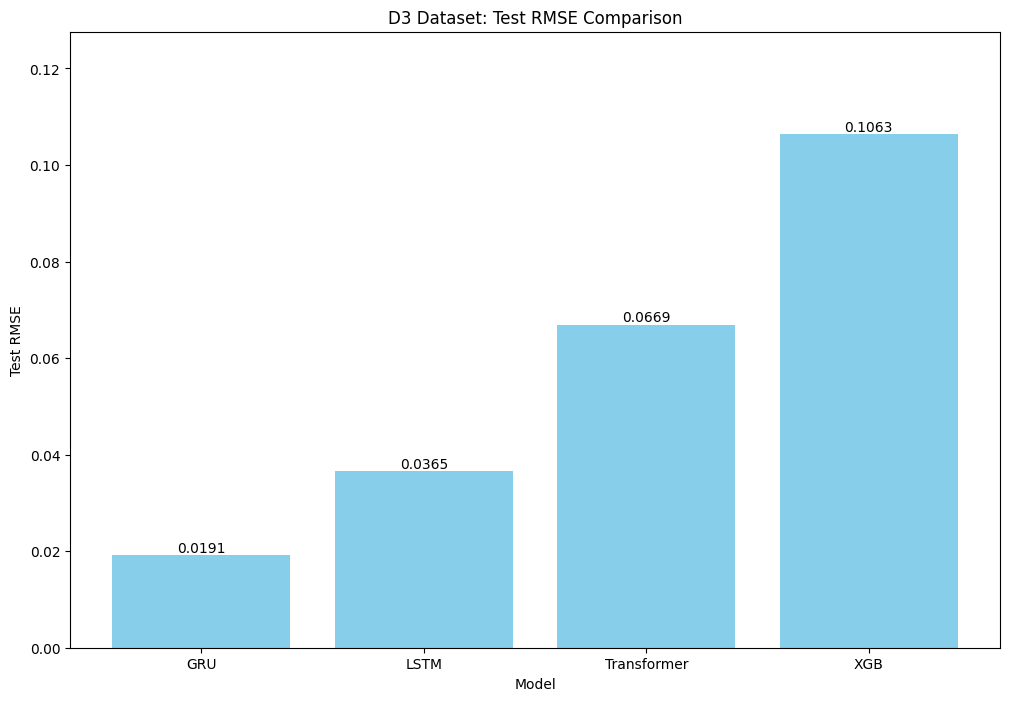 D3 Dataset: Test RMSE Comparison
0.12
0.10
0.08
0.06
0.04
0.02
0.00
Test RMSE
0.0191
0.0365
0.0669
0.1063
GRU
LSTM
Transformer
XGB
Model